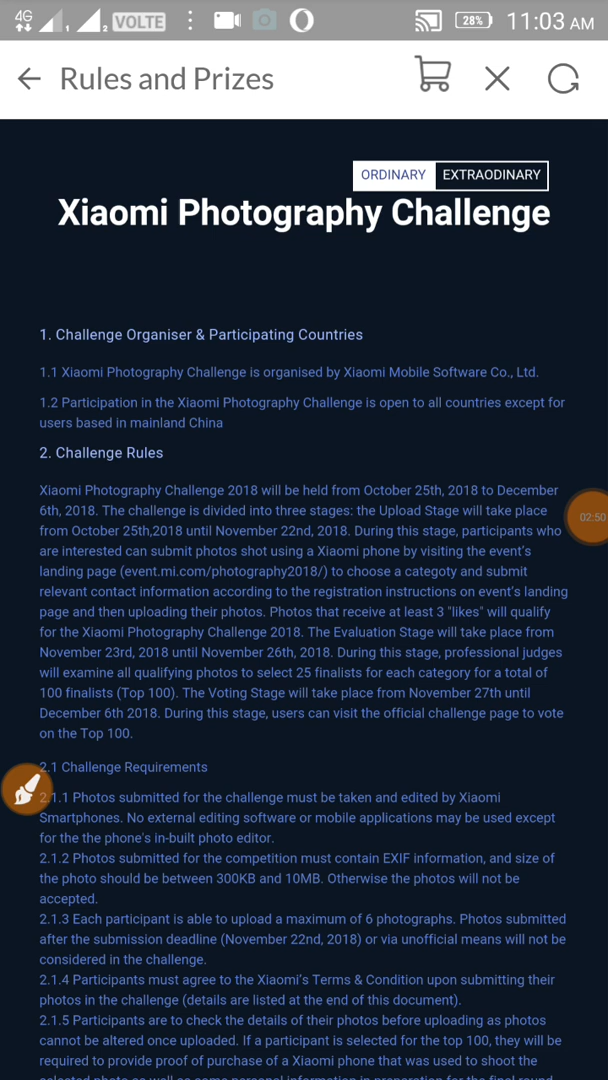 4G 1 2 VOLTE 28% 11:03 AM
Rules and Prizes
ORDINARY EXTRAODINARY
Xiaomi Photography Challenge
1. Challenge Organiser & Participating Countries
1.1 Xiaomi Photography Challenge is organised by Xiaomi Mobile Software Co., Ltd.
1.2 Participation in the Xiaomi Photography Challenge is open to all countries except for
users based in mainland China
2. Challenge Rules
Xiaomi Photography Challenge 2018 will be held from October 25th, 2018 to December
6th, 2018. The challenge is divided into three stages: the Upload Stage will take place
from October 25th,2018 until November 22nd, 2018. During this stage, participants who
02:50
are interested can submit photos shot using a Xiaomi phone by visiting the event's
landing page (event.mi.com/photography2018/) to choose a categoty and submit
relevant contact information according to the registration instructions on event's landing
page and then uploading their photos. Photos that receive at least 3 "likes" will qualify
for the Xiaomi Photography Challenge 2018. The Evaluation Stage will take place from
November 23rd, 2018 until November 26th, 2018. During this stage, professional judges
will examine all qualifying photos to select 25 finalists for each category for a total of
100 finalists (Top 100). The Voting Stage will take place from November 27th until
December 6th 2018. During this stage, users can visit the official challenge page to vote
on the Top 100.
2.1 Challenge Requirements
2.1.1 Photos submitted for the challenge must be taken and edited by Xiaomi
Smartphones. No external editing software or mobile applications may be used except
for the the phone's in-built photo editor.
2.1.2 Photos submitted for the competition must contain EXIF information, and size of
the photo should be between 300KB and 10MB. Otherwise the photos will not be
accepted.
2.1.3 Each participant is able to upload a maximum of 6 photographs. Photos submitted
after the submission deadline (November 22nd, 2018) or via unofficial means will not be
considered in the challenge.
2.1.4 Participants must agree to the Xiaomi's Terms & Condition upon submitting their
photos in the challenge (details are listed at the end of this document).
2.1.5 Participants are to check the details of their photos before uploading as photos
cannot be altered once uploaded. If a participant is selected for the top 100, they will be
required to provide proof of purchase of a Xiaomi phone that was used to shoot the
selected photo as well as some personal information in preparation for the final round